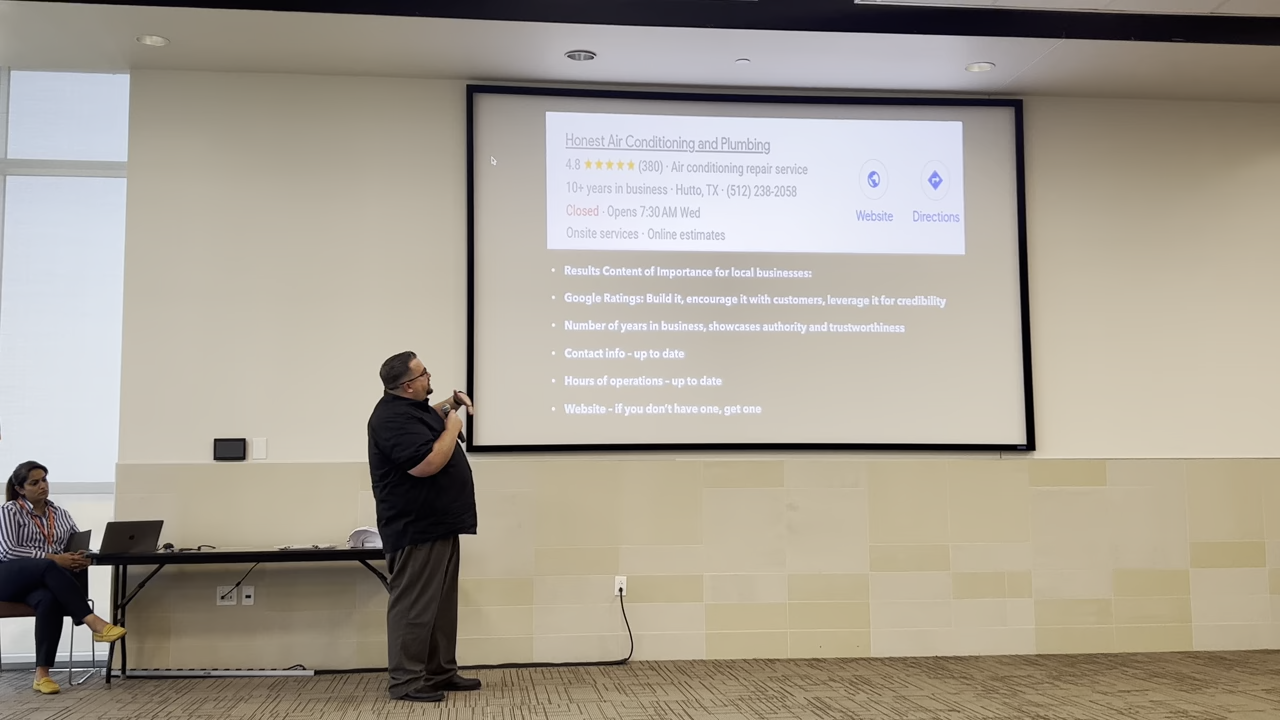 Honest Air Conditioning and Plumbing
4.8 ★★★★★ (380) · Air conditioning repair service
10+ years in business · Hutto, TX · (512) 238-2058
Closed · Opens 7:30 AM Wed
Onsite services · Online estimates
Website
Directions
• Results Content of Importance for local businesses:
• Google Ratings: Build it, encourage it with customers, leverage it for credibility
• Number of years in business, showcases authority and trustworthiness
• Contact info – up to date
• Hours of operations – up to date
• Website – if you don't have one, get one